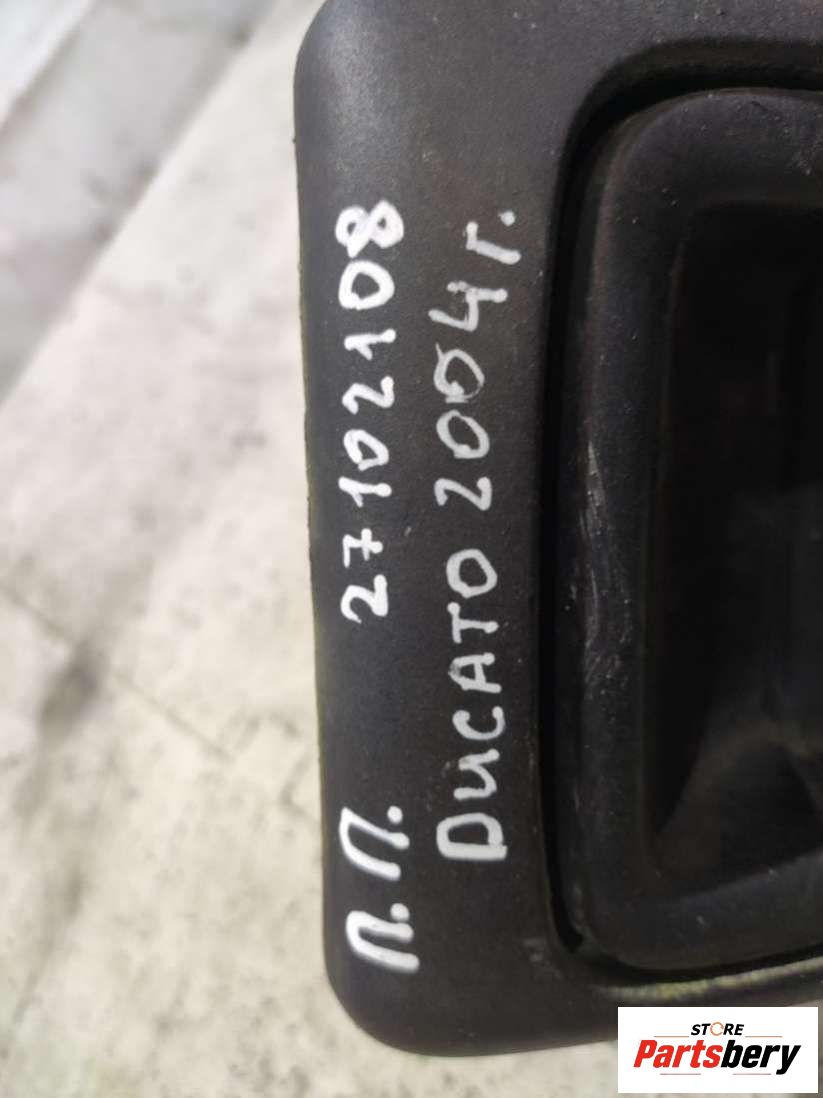 П.П. 27102108
DUCATO 2004г.
STORE
Partsbery